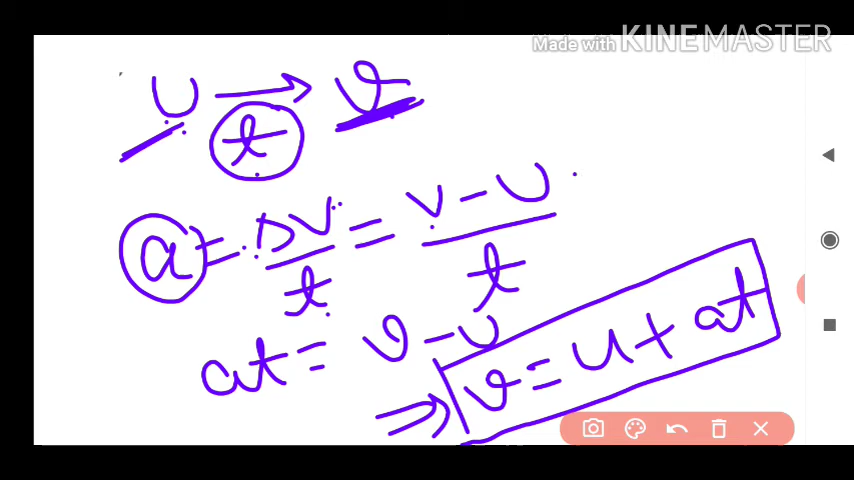 Made with KINEMASTER
u → v
t
a = Δv/t = v - u/t
at = v - u
⇒ v = u + at